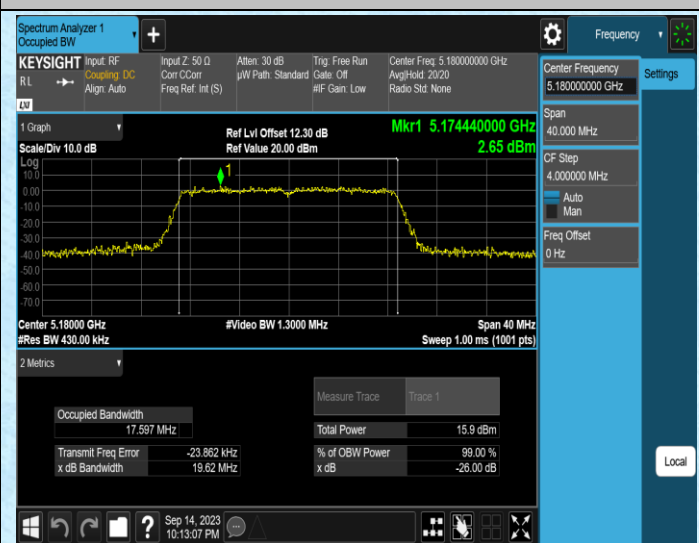 Spectrum Analyzer 1
Occupied BW
+
Frequency
KEYSIGHT
RL
Input: RF
Coupling: DC
Align: Auto
Input Z: 50 Ω
Corr CCorr
Freq Ref: Int (S)
Atten: 30 dB
µW Path: Standard
Trig: Free Run
Gate: Off
#IF Gain: Low
Center Freq: 5.180000000 GHz
Avg|Hold: 20/20
Radio Std: None
LXI
1 Graph
Scale/Div 10.0 dB
Ref Lvl Offset 12.30 dB
Ref Value 20.00 dBm
Mkr1 5.174440000 GHz
2.65 dBm
Log
10.0
0.00
-10.0
-20.0
-30.0
-40.0
-50.0
-60.0
-70.0
1
Center 5.18000 GHz
#Res BW 430.00 kHz
#Video BW 1.3000 MHz
Span 40 MHz
Sweep 1.00 ms (1001 pts)
2 Metrics
Measure Trace Trace 1
Occupied Bandwidth
17.597 MHz
Total Power 15.9 dBm
Transmit Freq Error -23.862 kHz
% of OBW Power 99.00 %
x dB Bandwidth 19.62 MHz
x dB -26.00 dB
Center Frequency
5.180000000 GHz
Settings
Span
40.000 MHz
CF Step
4.000000 MHz
Auto
Man
Freq Offset
0 Hz
Local
?
Sep 14, 2023
10:13:07 PM